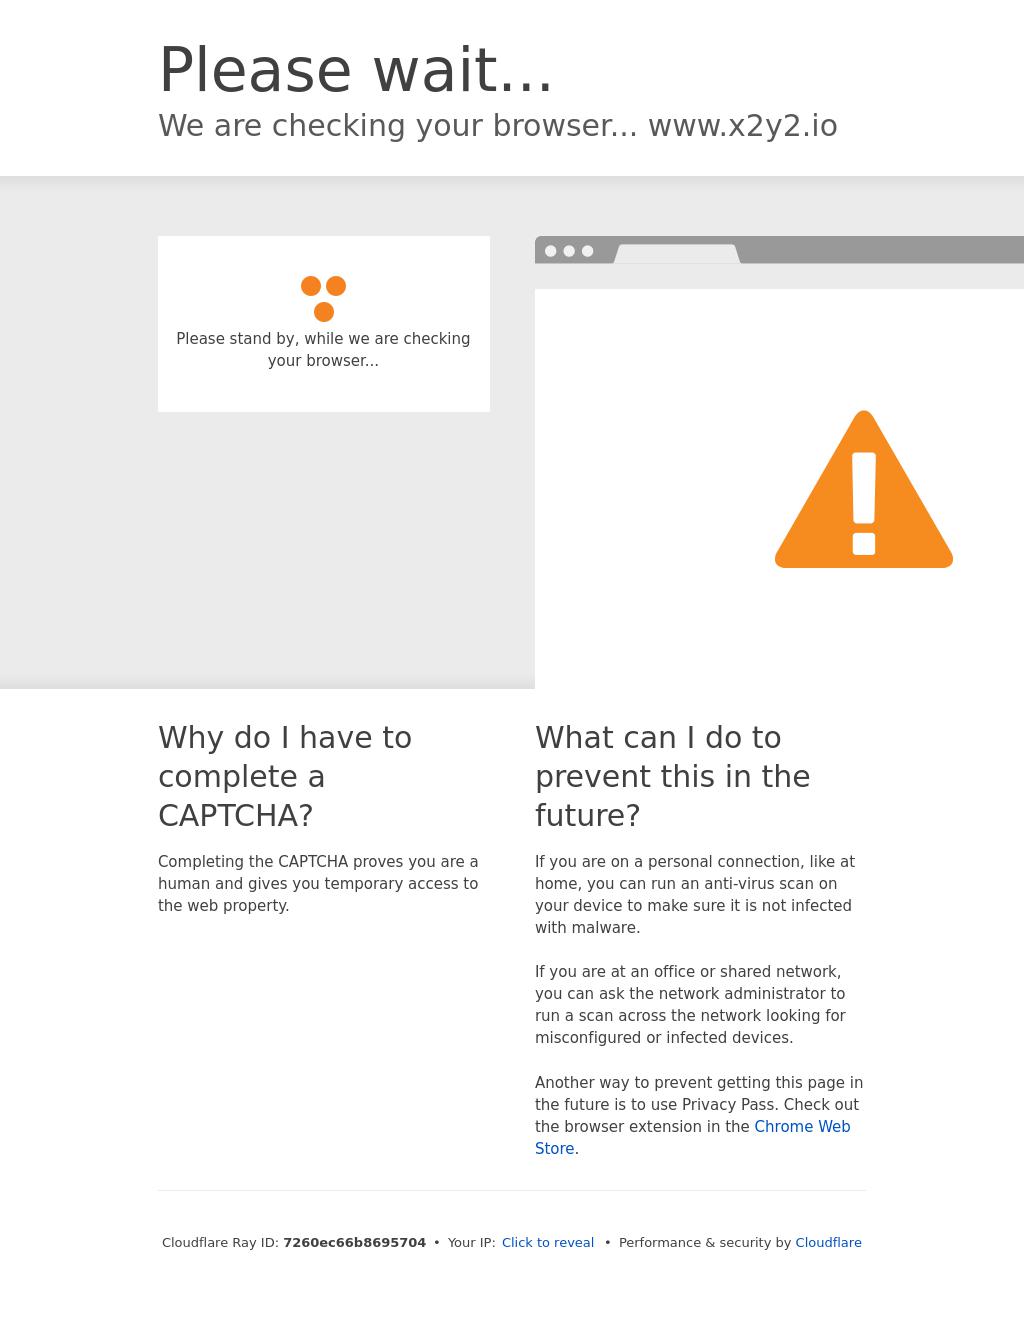 Please wait...
We are checking your browser... www.x2y2.io
Please stand by, while we are checking
your browser...
Why do I have to
complete a
CAPTCHA?
Completing the CAPTCHA proves you are a
human and gives you temporary access to
the web property.
What can I do to
prevent this in the
future?
If you are on a personal connection, like at
home, you can run an anti-virus scan on
your device to make sure it is not infected
with malware.
If you are at an office or shared network,
you can ask the network administrator to
run a scan across the network looking for
misconfigured or infected devices.
Another way to prevent getting this page in
the future is to use Privacy Pass. Check out
the browser extension in the Chrome Web
Store.
Cloudflare Ray ID: 7260ec66b8695704 • Your IP: Click to reveal • Performance & security by Cloudflare